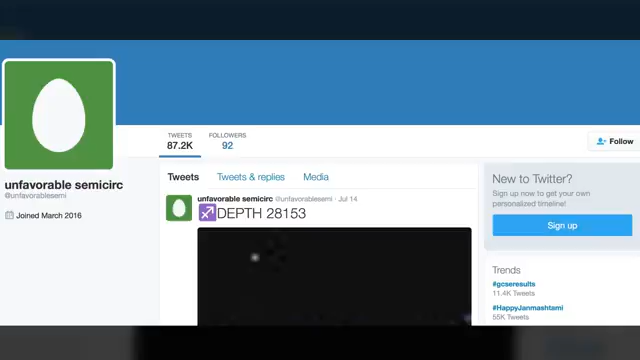 TWEETS
87.2K
FOLLOWERS
92
Follow
unfavorable semicirc
@unfavorablesemi
Joined March 2016
Tweets
Tweets & replies
Media
unfavorable semicirc @unfavorablesemi · Jul 14
♐DEPTH 28153
New to Twitter?
Sign up now to get your own
personalized timeline!
Sign up
Trends
#gcseresults
11.4K Tweets
#HappyJanmashtami
55K Tweets